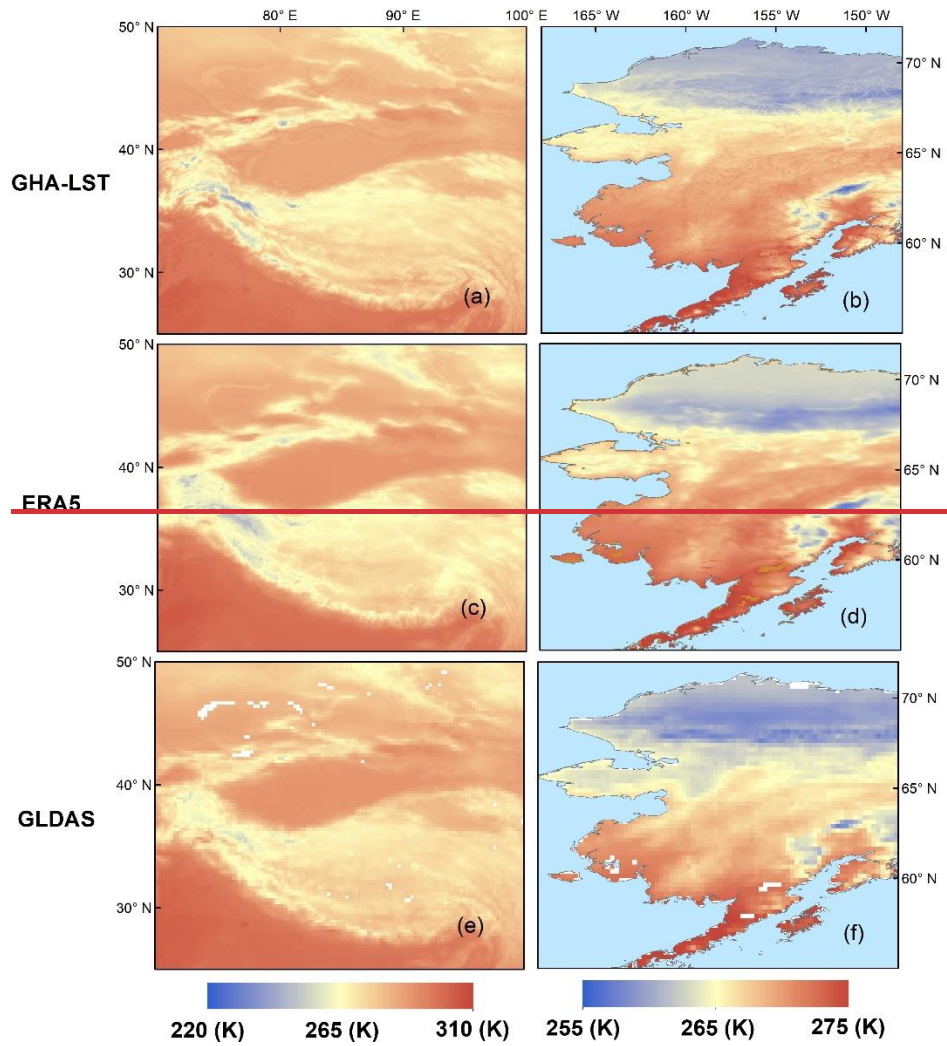 80° E 90° E 100° E 165° W 160° W 155° W 150° W
50° N
70° N
40° N
65° N
GHA-LST
60° N
30° N
(a) (b)
50° N
70° N
40° N
65° N
ERA5
60° N
30° N
(c) (d)
50° N
70° N
40° N
65° N
GLDAS
60° N
30° N
(e) (f)
220 (K) 265 (K) 310 (K) 255 (K) 265 (K) 275 (K)